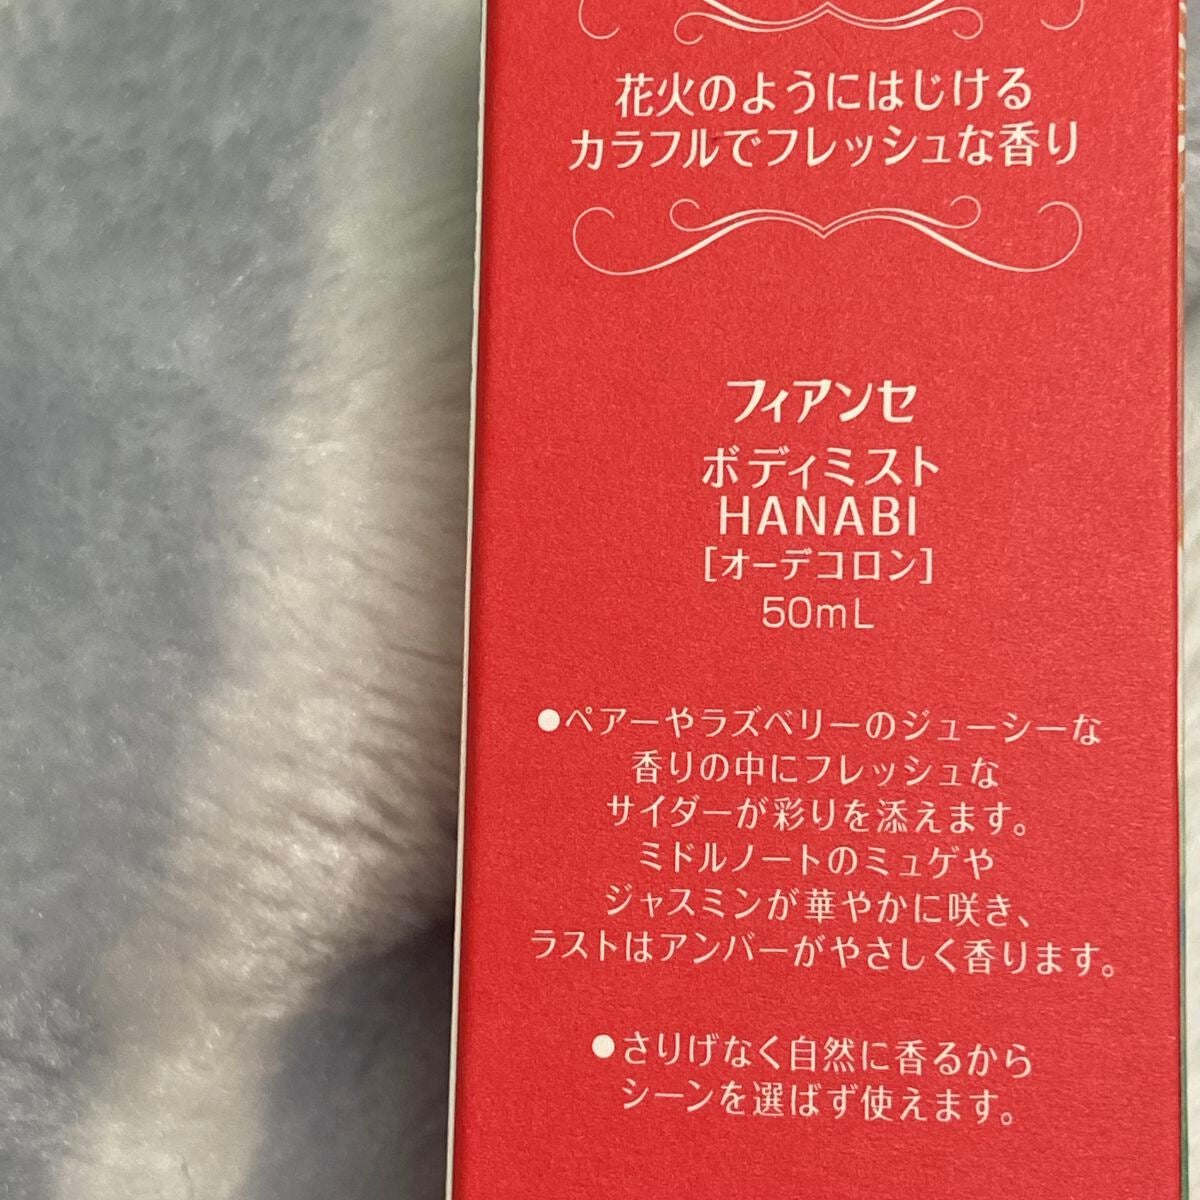 花火のようにはじける
カラフルでフレッシュな香り
フィアンセ
ボディミスト
HANABI
[オーデコロン]
50mL
●ペアーやラズベリーのジューシーな
香りの中にフレッシュな
サイダーが彩りを添えます。
ミドルノートのミュゲや
ジャスミンが華やかに咲き、
ラストはアンバーがやさしく香ります。
●さりげなく自然に香るから
シーンを選ばず使えます。